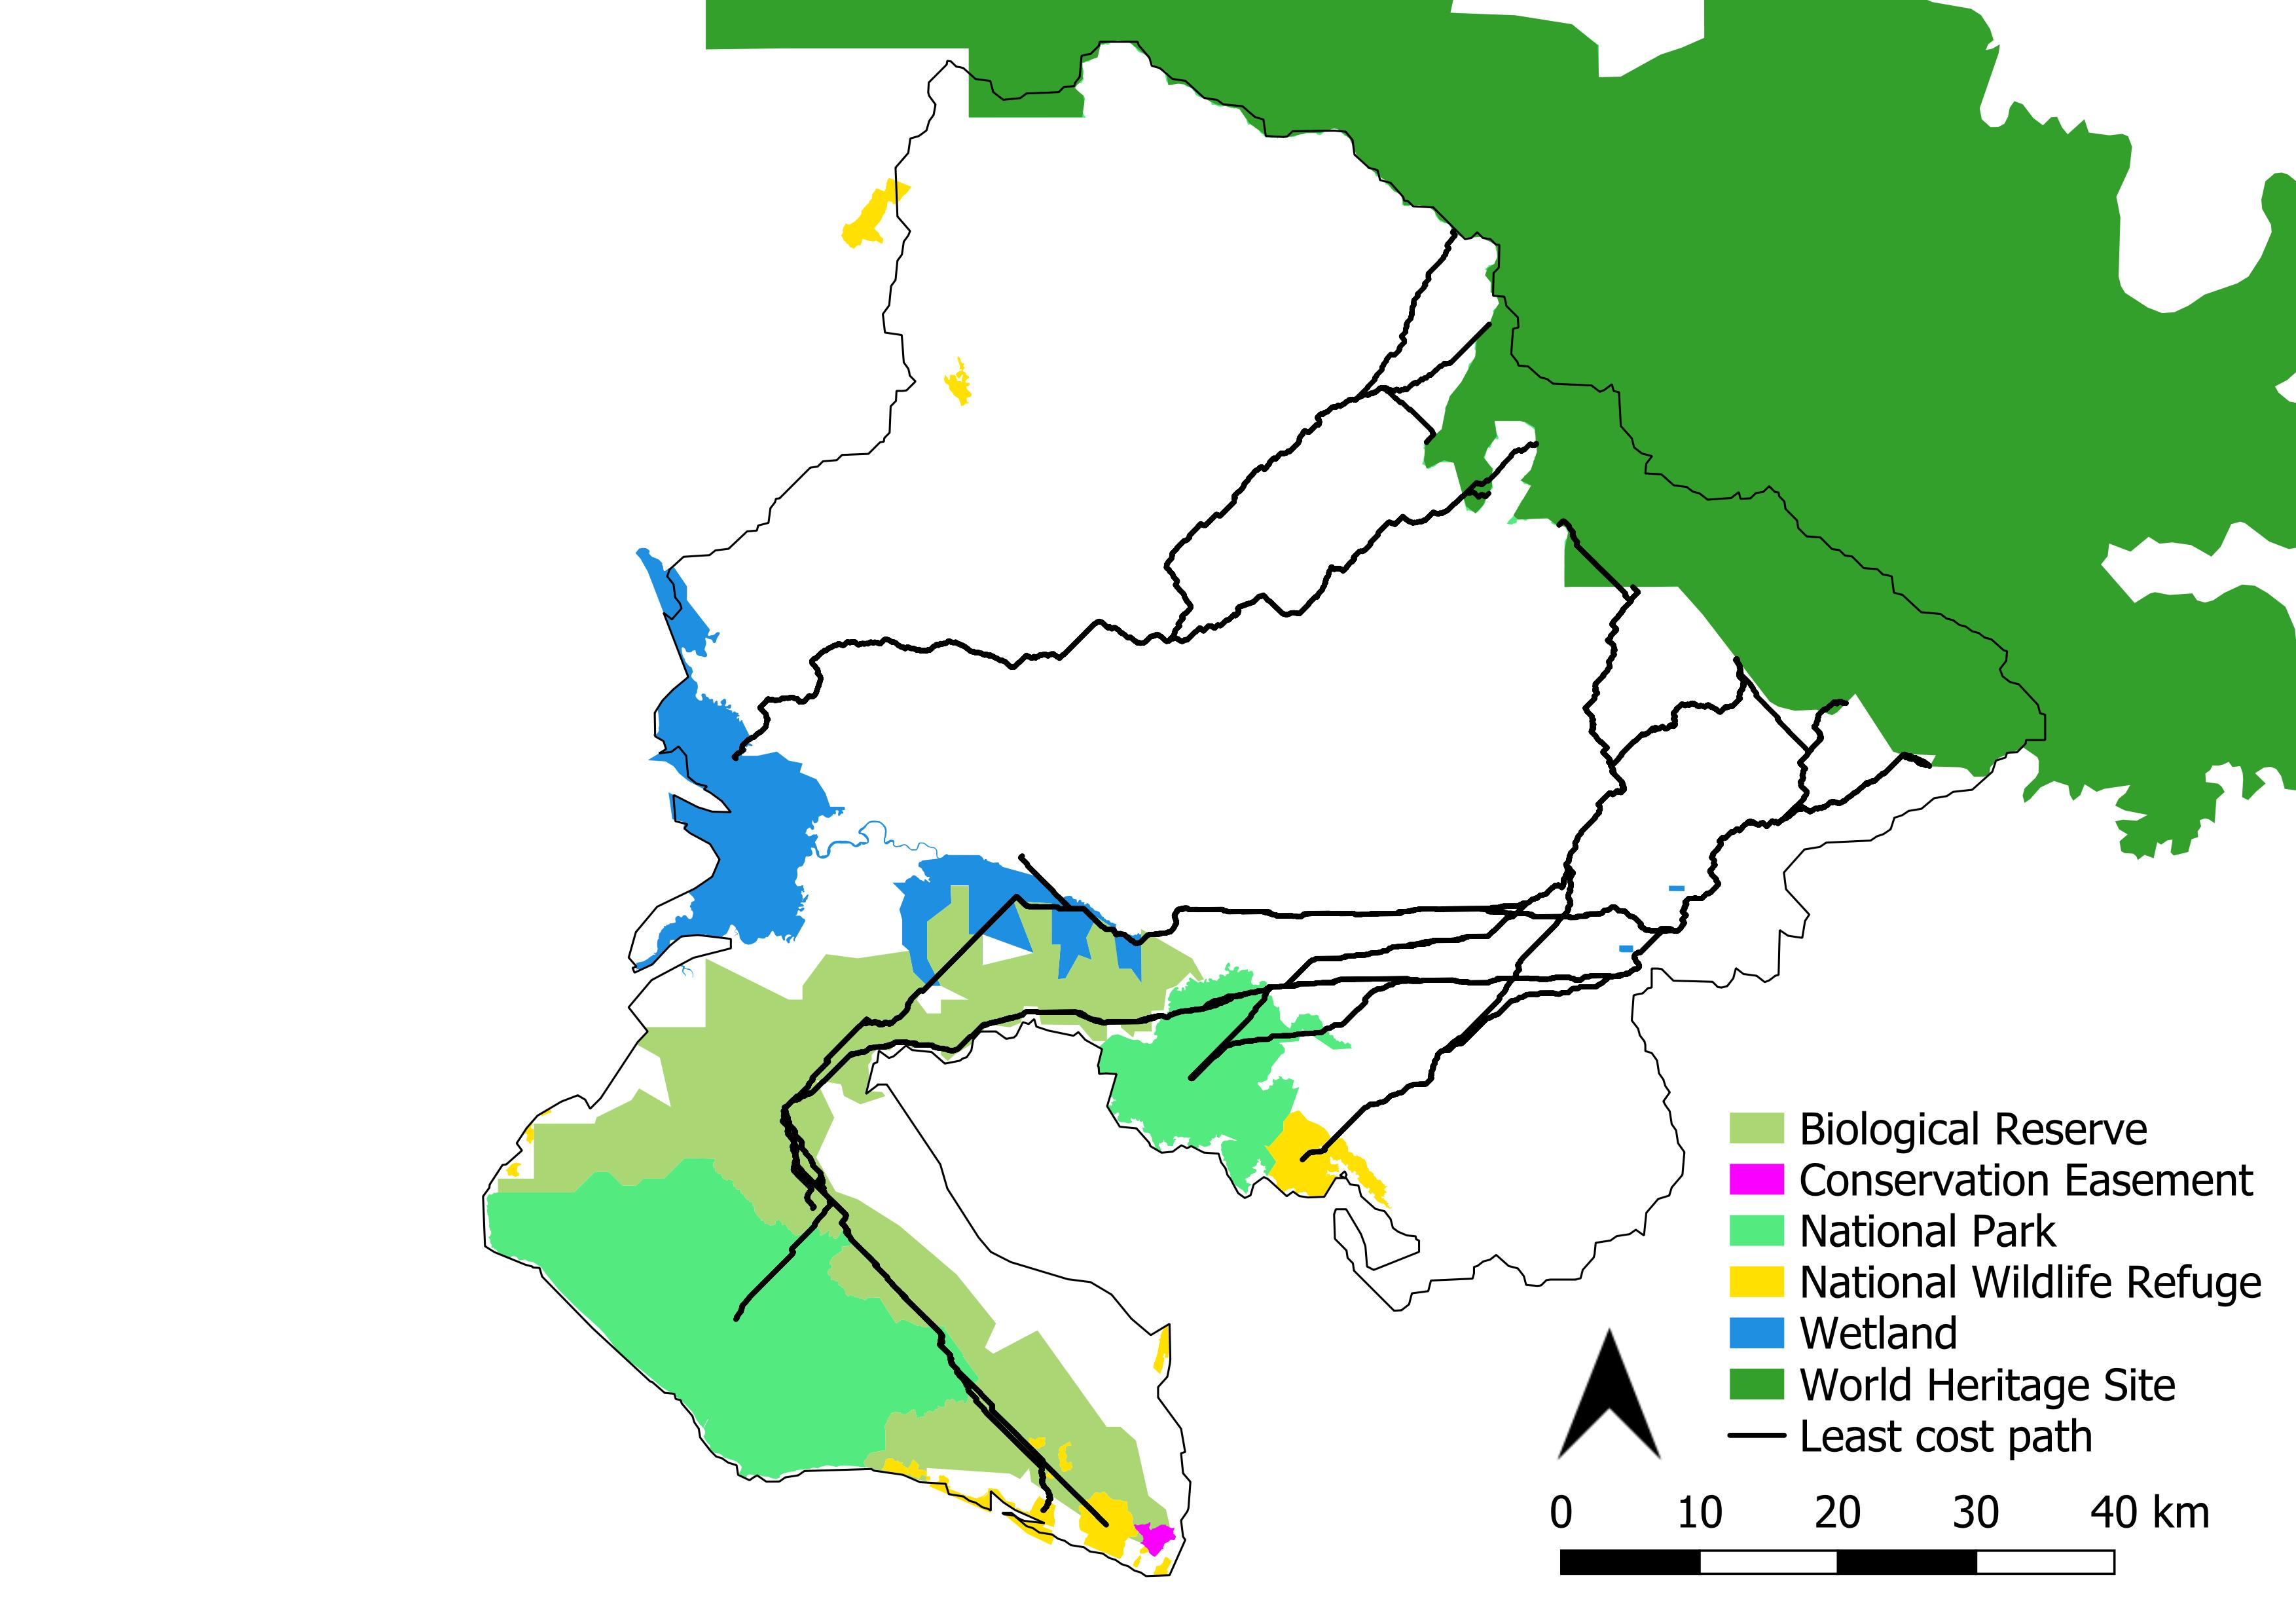 Biological Reserve
Conservation Easement
National Park
National Wildlife Refuge
Wetland
World Heritage Site
Least cost path
0 10 20 30 40 km